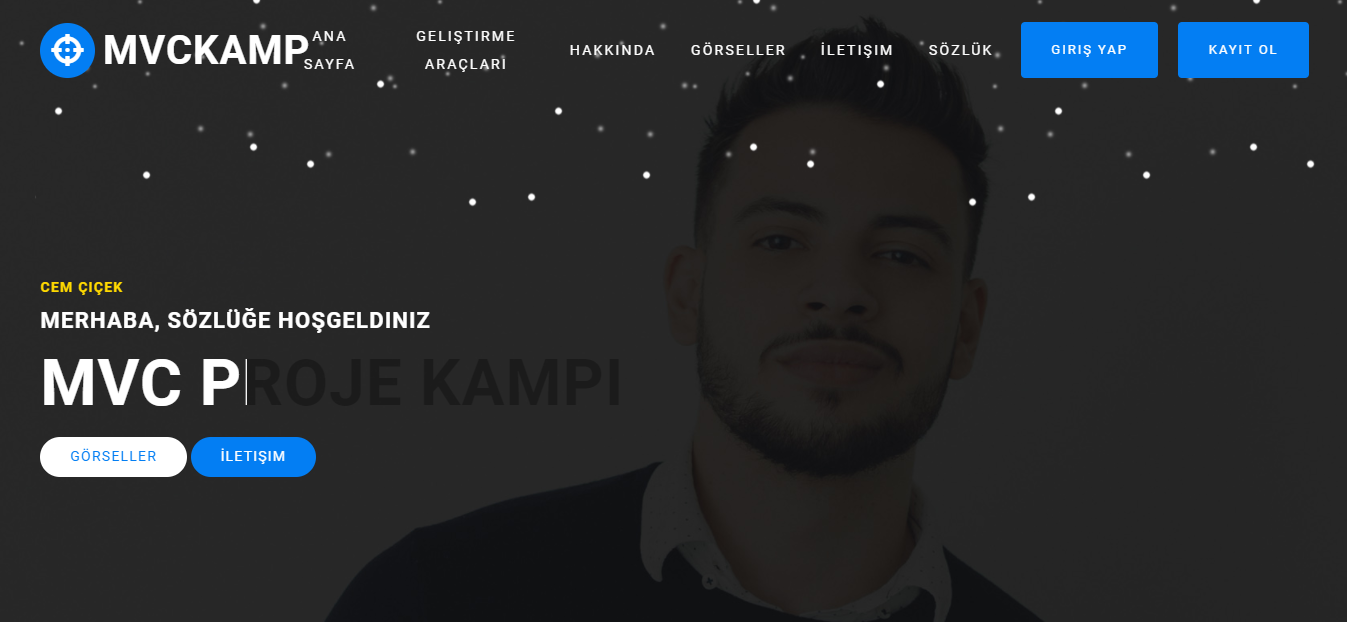 MVCKAMP
ANA
SAYFA
GELIŞTIRME
ARAÇLARI
HAKKINDA
GÖRSELLER
İLETIŞIM
SÖZLÜK
GIRIŞ YAP
KAYIT OL
CEM ÇIÇEK
MERHABA, SÖZLÜĞE HOŞGELDINIZ
MVC PROJE KAMPI
GÖRSELLER
İLETIŞIM